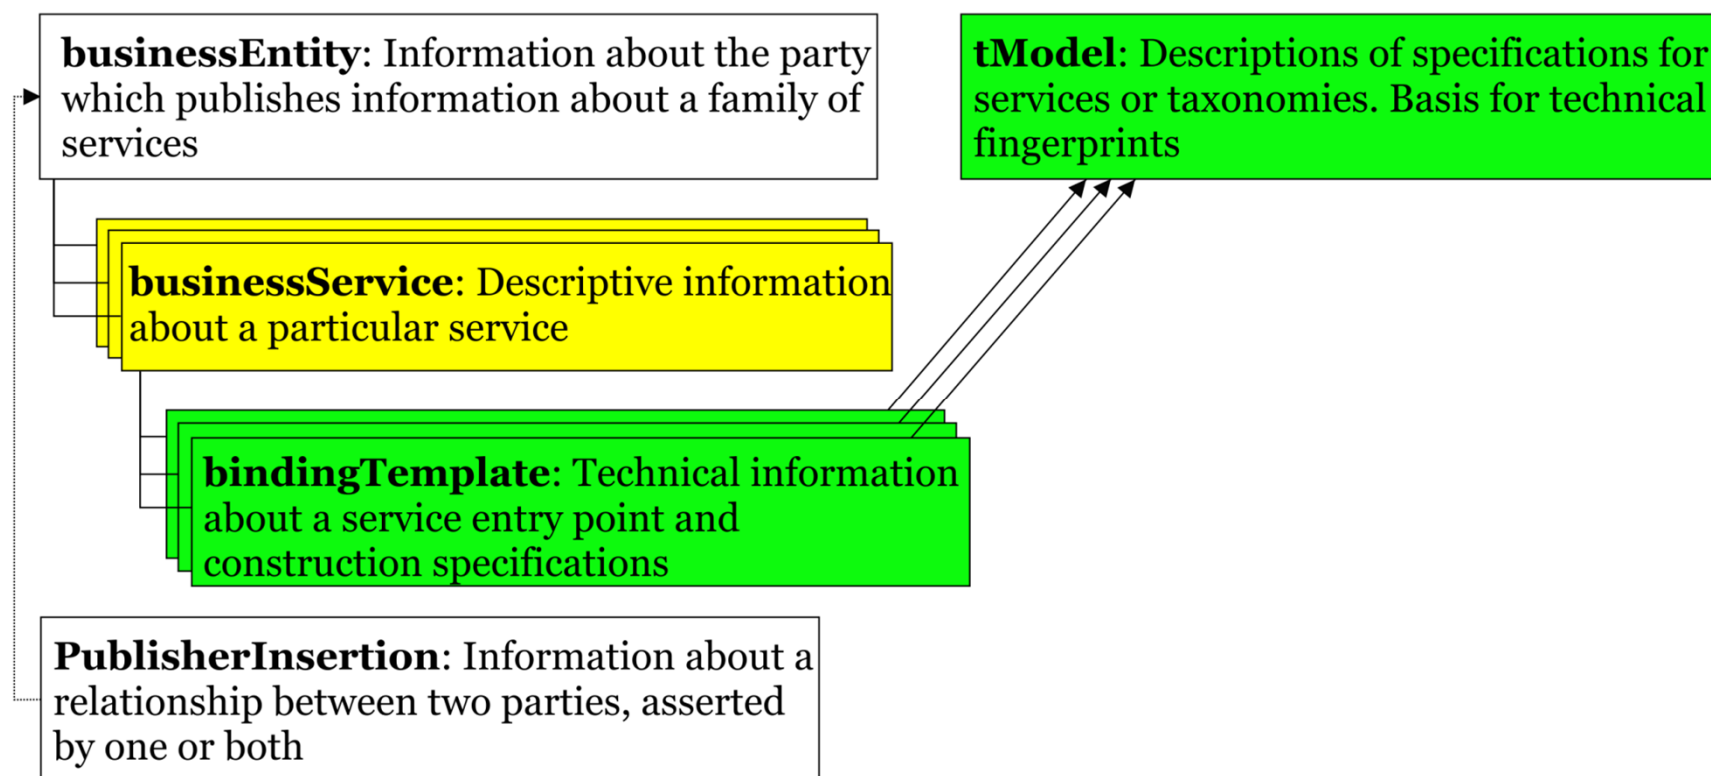 businessEntity: Information about the party
which publishes information about a family of
services
tModel: Descriptions of specifications for
services or taxonomies. Basis for technical
fingerprints
businessService: Descriptive information
about a particular service
bindingTemplate: Technical information
about a service entry point and
construction specifications
PublisherInsertion: Information about a
relationship between two parties, asserted
by one or both